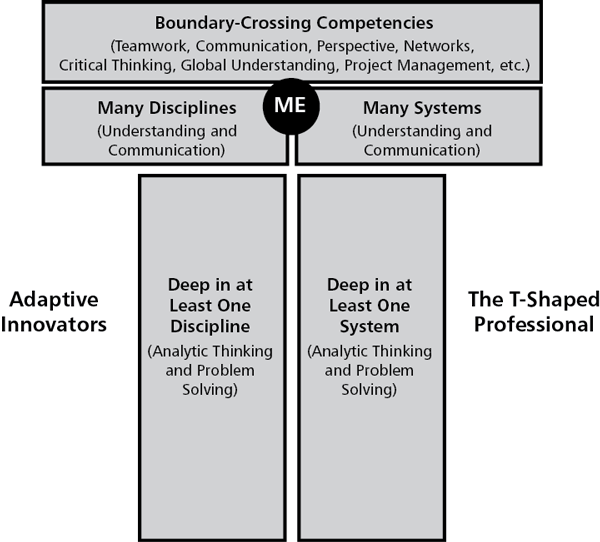 Boundary-Crossing Competencies
(Teamwork, Communication, Perspective, Networks,
Critical Thinking, Global Understanding, Project Management, etc.)
ME
Many Disciplines
(Understanding and
Communication)
Many Systems
(Understanding and
Communication)
Adaptive
Innovators
Deep in at
Least One
Discipline
(Analytic Thinking
and Problem
Solving)
Deep in at
Least One
System
(Analytic Thinking
and Problem
Solving)
The T-Shaped
Professional